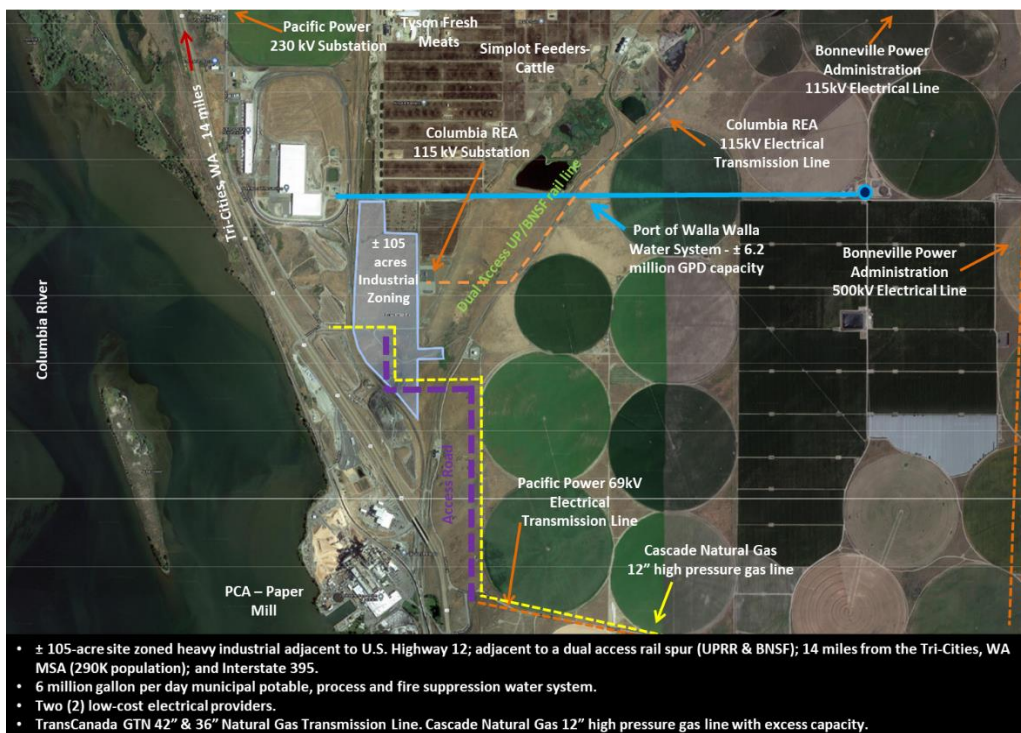 Pacific Power
230 kV Substation
Tyson Fresh
Meats
Simplot Feeders-
Cattle
Bonneville Power
Administration
115kV Electrical Line
Tri-Cities, WA - 14 miles
Columbia REA
115 kV Substation
Columbia REA
115kV Electrical
Transmission Line
Dual Access UP/BNSF rail line
± 105
acres
Industrial
Zoning
Port of Walla Walla
Water System - ± 6.2
million GPD capacity
Bonneville Power
Administration
500kV Electrical Line
Columbia River
Access Road
Pacific Power 69kV
Electrical
Transmission Line
Cascade Natural Gas
12” high pressure gas line
PCA – Paper
Mill
• ± 105-acre site zoned heavy industrial adjacent to U.S. Highway 12; adjacent to a dual access rail spur (UPRR & BNSF); 14 miles from the Tri-Cities, WA
MSA (290K population); and Interstate 395.
• 6 million gallon per day municipal potable, process and fire suppression water system.
• Two (2) low-cost electrical providers.
• TransCanada GTN 42” & 36” Natural Gas Transmission Line. Cascade Natural Gas 12” high pressure gas line with excess capacity.